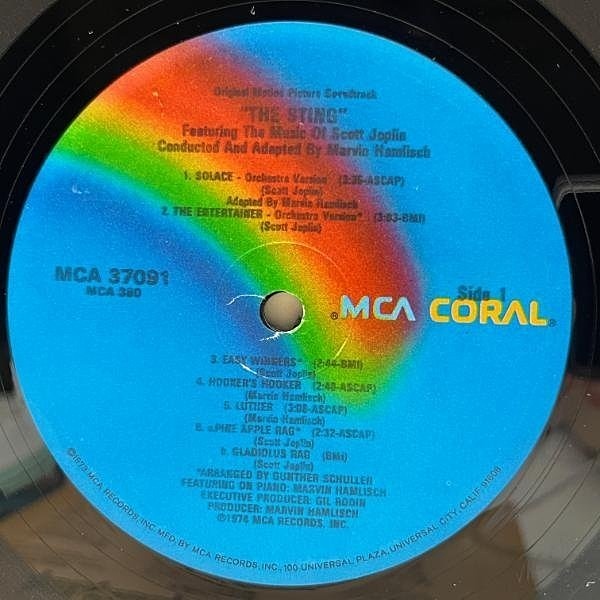 Original Motion Picture Soundtrack
"THE STING"
Featuring The Music Of Scott Joplin
Conducted And Adapted By Marvin Hamlisch
1. SOLACE - Orchestra Version (3:35-ASCAP)
(Scott Joplin)
Adapted By Marvin Hamlisch
2. THE ENTERTAINER - Orchestra Version* (3:03-BMI)
(Scott Joplin)
MCA 37091
MCA 390
Side 1
MCA CORAL®
3. EASY WINNERS* (2:44-BMI)
(Scott Joplin)
4. HOOKER'S HOOKER (2:48-ASCAP)
(Marvin Hamlisch)
5. LUTHER (3:08-ASCAP)
(Marvin Hamlisch)
(2:32-ASCAP)
(Scott Joplin)
GLADIOLUS RAG (BMI)
(Scott Joplin)
*ARRANGED BY GUNTHER SCHULLER
FEATURING ON PIANO: MARVIN HAMLISCH
EXECUTIVE PRODUCER: GIL RODIN
PRODUCER: MARVIN HAMLISCH
©1974 MCA RECORDS, INC.
©1979 MCA RECORDS, INC. MFD. BY MCA RECORDS, INC., 100 UNIVERSAL PLAZA, UNIVERSAL CITY, CALIF. 91608